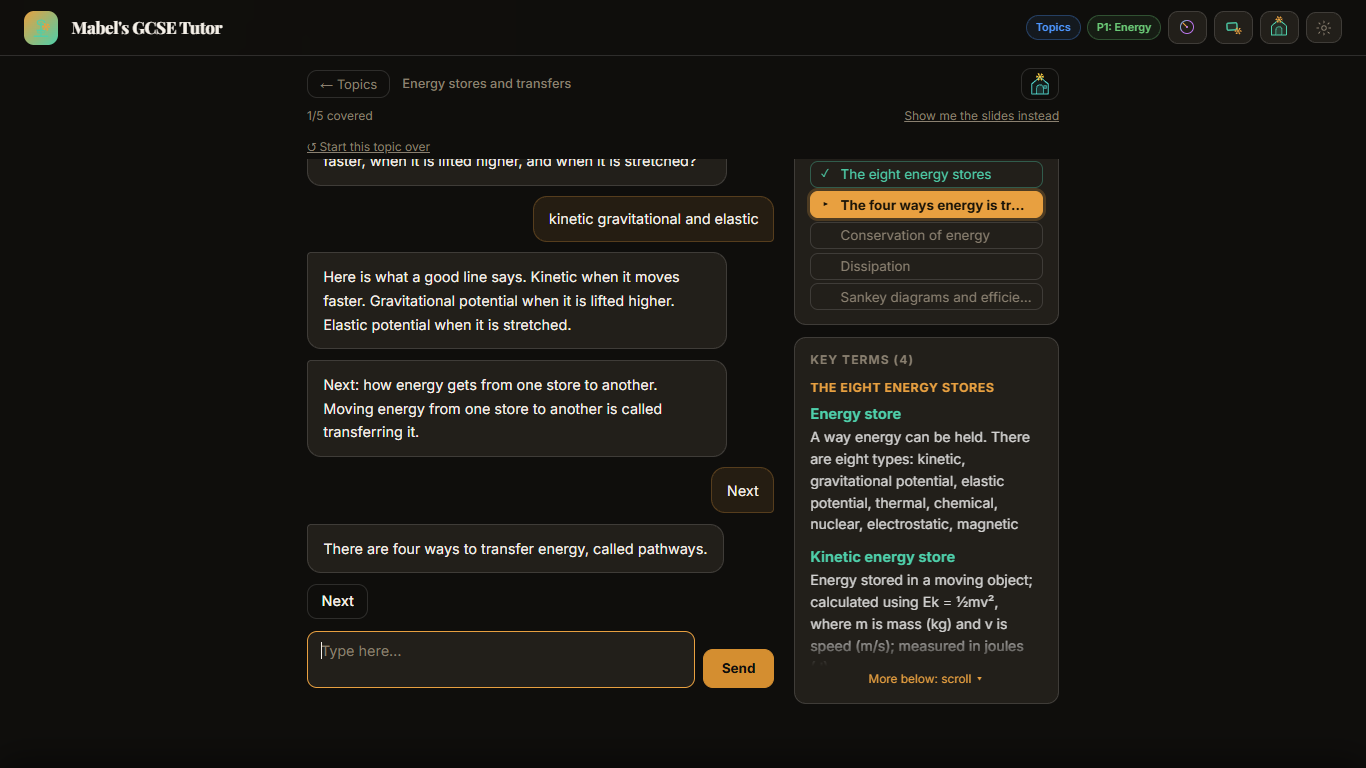 Mabel's GCSE Tutor
Topics
P1: Energy
← Topics
Energy stores and transfers
1/5 covered
Show me the slides instead
↺ Start this topic over
faster, when it is lifted higher, and when it is stretched?
kinetic gravitational and elastic
Here is what a good line says. Kinetic when it moves
faster. Gravitational potential when it is lifted higher.
Elastic potential when it is stretched.
Next: how energy gets from one store to another.
Moving energy from one store to another is called
transferring it.
Next
There are four ways to transfer energy, called pathways.
Next
Type here...
Send
✓ The eight energy stores
▸ The four ways energy is tr...
Conservation of energy
Dissipation
Sankey diagrams and efficie...
KEY TERMS (4)
THE EIGHT ENERGY STORES
Energy store
A way energy can be held. There
are eight types: kinetic,
gravitational potential, elastic
potential, thermal, chemical,
nuclear, electrostatic, magnetic
Kinetic energy store
Energy stored in a moving object;
calculated using Ek = ½mv²,
where m is mass (kg) and v is
speed (m/s); measured in joules
More below: scroll ▾